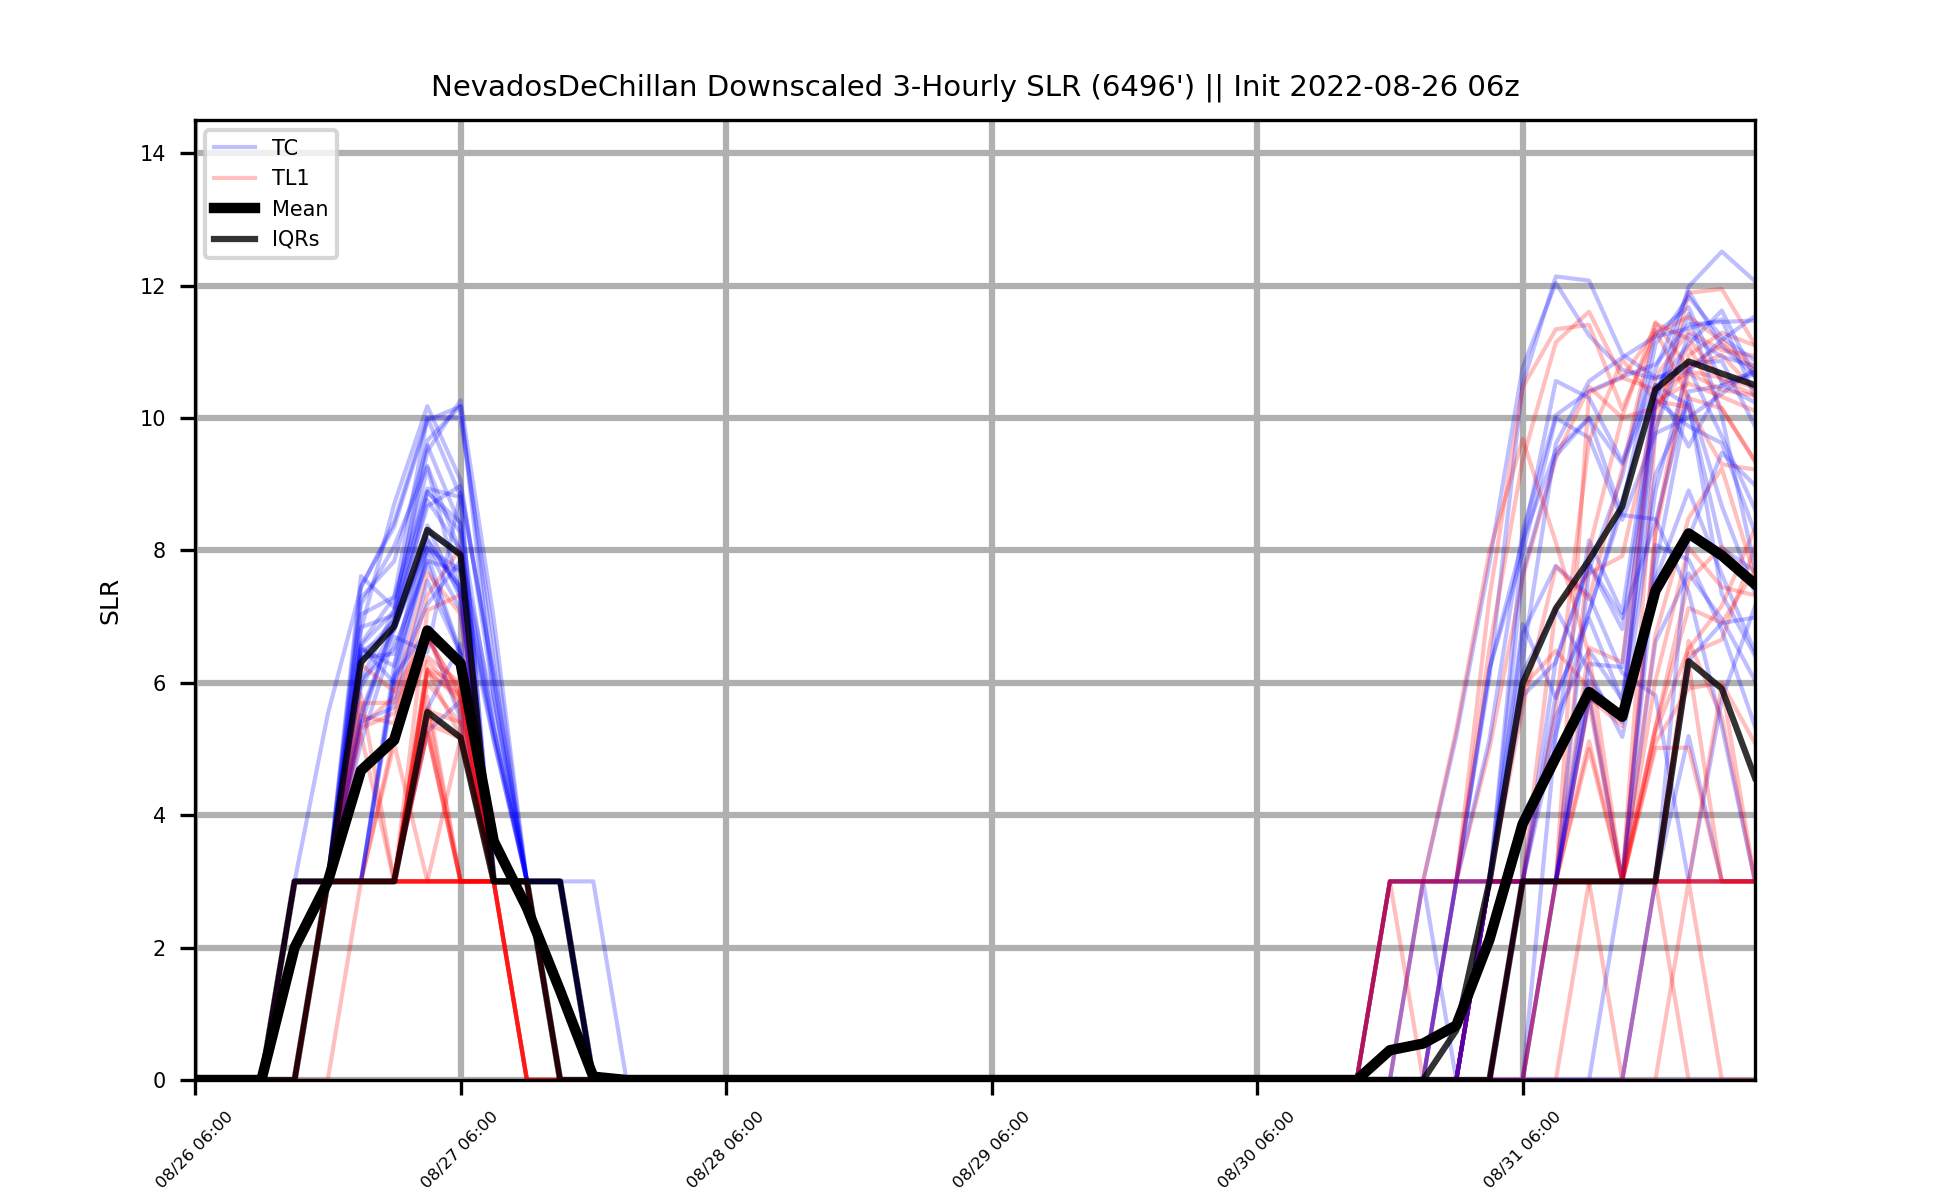 NevadosDeChillan Downscaled 3-Hourly SLR (6496') || Init 2022-08-26 06z
TC
TL1
Mean
IQRs
SLR
14
12
10
8
6
4
2
0
08/26 06:00
08/27 06:00
08/28 06:00
08/29 06:00
08/30 06:00
08/31 06:00